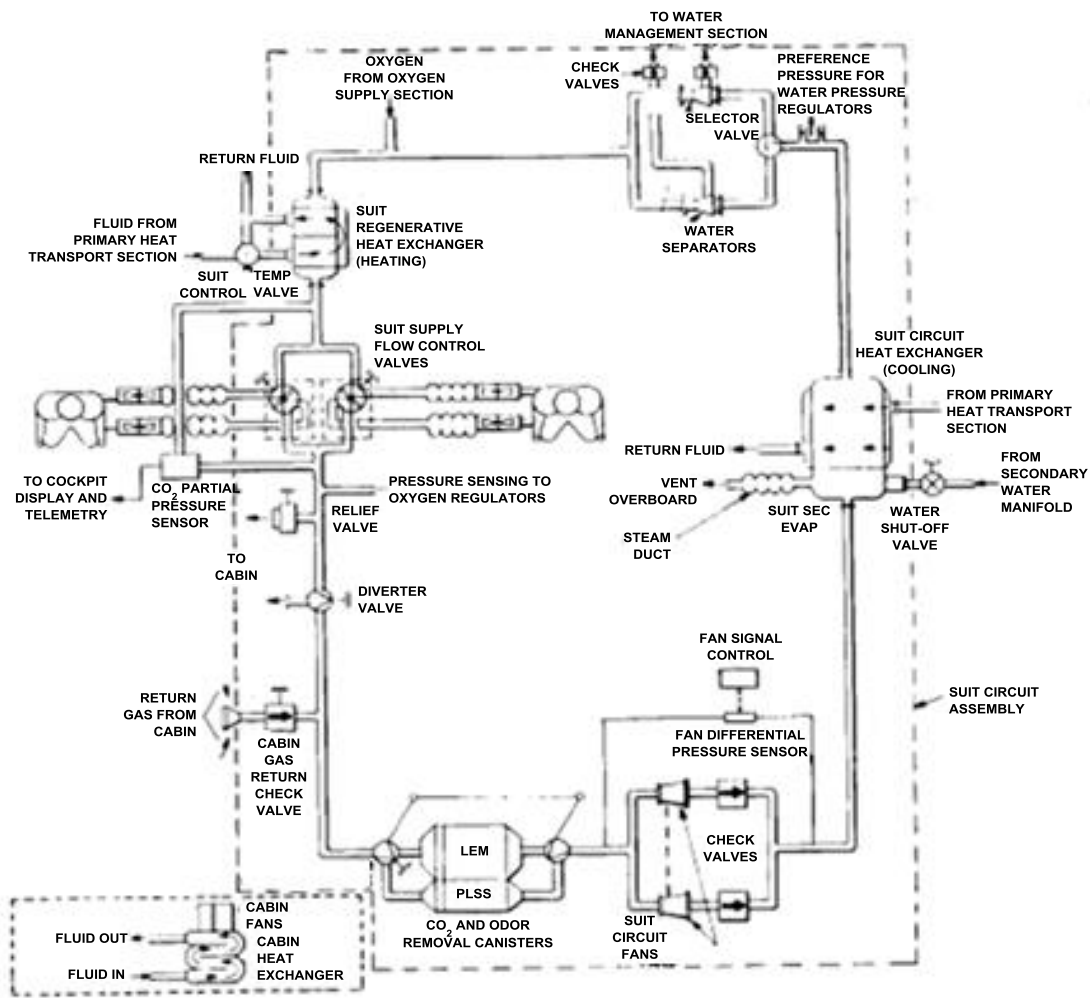 TO WATER
MANAGEMENT SECTION
OXYGEN
FROM OXYGEN
SUPPLY SECTION
CHECK
VALVES
PREFERENCE
PRESSURE FOR
WATER PRESSURE
REGULATORS
SELECTOR
VALVE
RETURN FLUID
SUIT
REGENERATIVE
HEAT EXCHANGER
(HEATING)
FLUID FROM
PRIMARY HEAT
TRANSPORT SECTION
WATER
SEPARATORS
SUIT TEMP
CONTROL VALVE
SUIT SUPPLY
FLOW CONTROL
VALVES
SUIT CIRCUIT
HEAT EXCHANGER
(COOLING)
FROM PRIMARY
HEAT TRANSPORT
SECTION
RETURN FLUID
FROM
SECONDARY
WATER
MANIFOLD
VENT
OVERBOARD
SUIT SEC
EVAP
WATER
SHUT-OFF
VALVE
STEAM
DUCT
TO COCKPIT
DISPLAY AND
TELEMETRY
CO2 PARTIAL
PRESSURE
SENSOR
PRESSURE SENSING TO
OXYGEN REGULATORS
RELIEF
VALVE
TO
CABIN
DIVERTER
VALVE
FAN SIGNAL
CONTROL
RETURN
GAS FROM
CABIN
SUIT CIRCUIT
ASSEMBLY
FAN DIFFERENTIAL
PRESSURE SENSOR
CABIN
GAS
RETURN
CHECK
VALVE
LEM
PLSS
CHECK
VALVES
CO2 AND ODOR
REMOVAL CANISTERS
SUIT
CIRCUIT
FANS
CABIN
FANS
FLUID OUT
CABIN
HEAT
EXCHANGER
FLUID IN